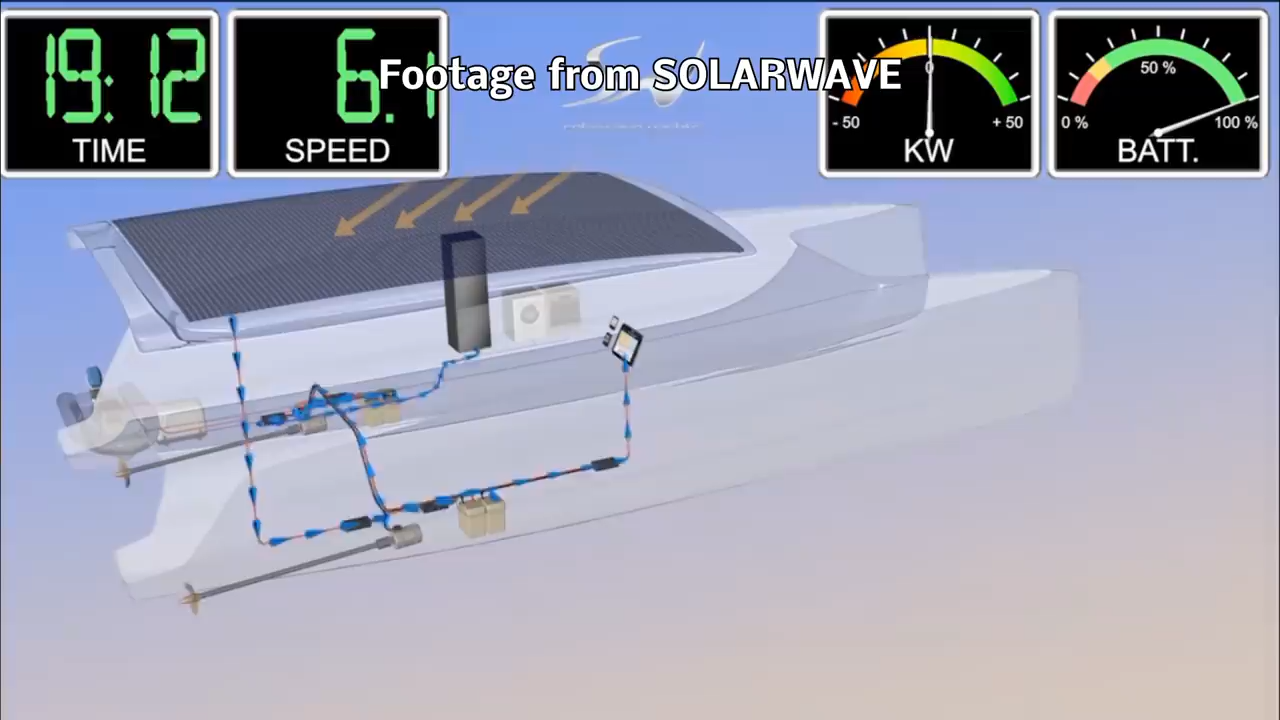 19:12
TIME
6.1
SPEED
Footage from SOLARWAVE
0
- 50
+ 50
KW
50 %
0 %
100 %
BATT.